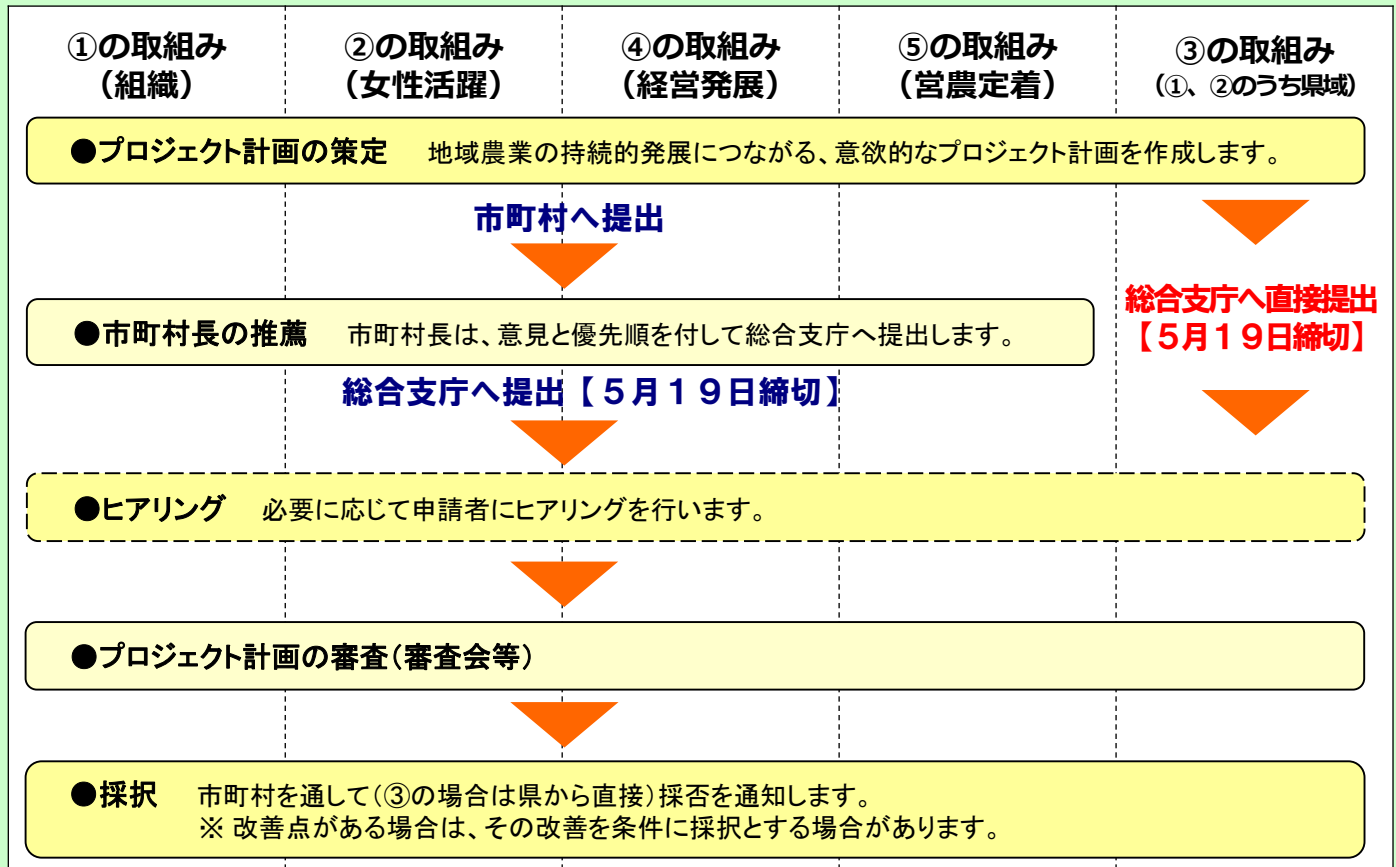 ①の取組み
（組織）
②の取組み
（女性活躍）
④の取組み
（経営発展）
⑤の取組み
（営農定着）
③の取組み
（①、②のうち県域）
●プロジェクト計画の策定　地域農業の持続的発展につながる、意欲的なプロジェクト計画を作成します。
市町村へ提出
●市町村長の推薦　市町村長は、意見と優先順を付して総合支庁へ提出します。
総合支庁へ直接提出
【５月１９日締切】
総合支庁へ提出【５月１９日締切】
●ヒアリング　必要に応じて申請者にヒアリングを行います。
●プロジェクト計画の審査（審査会等）
●採択　市町村を通して（③の場合は県から直接）採否を通知します。
※ 改善点がある場合は、その改善を条件に採択とする場合があります。